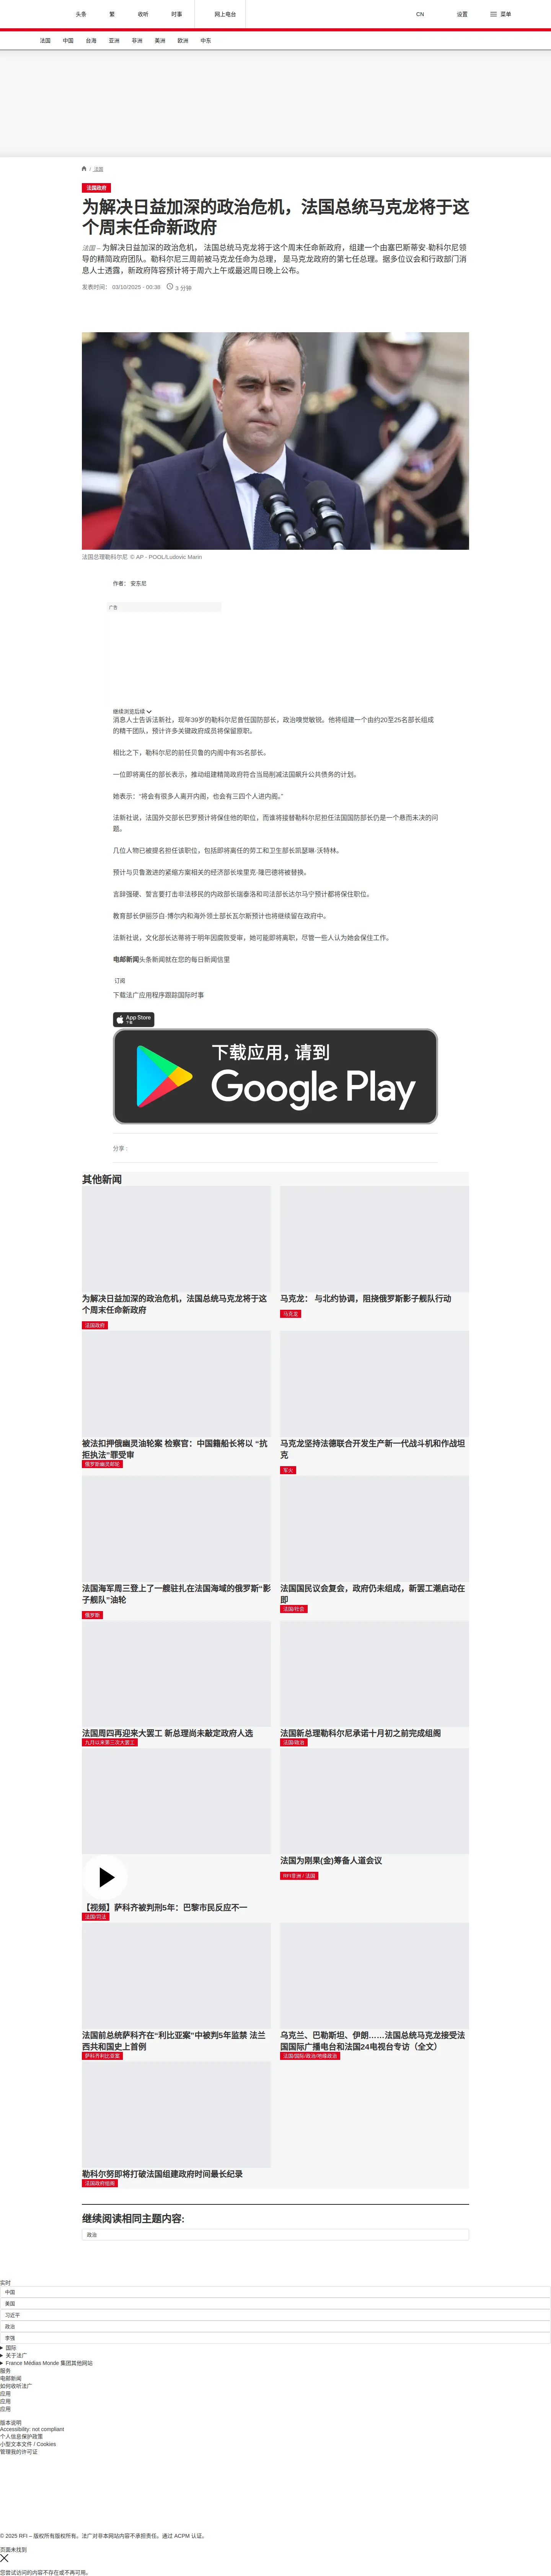 头条
繁
收听
时事
网上电台
CN
设置
菜单
法国
中国
台海
亚洲
非洲
美洲
欧洲
中东
/ 法国
法国政府
为解决日益加深的政治危机，法国总统马克龙将于这
个周末任命新政府
法国 – 为解决日益加深的政治危机， 法国总统马克龙将于这个周末任命新政府，组建一个由塞巴斯蒂安·勒科尔尼领
导的精简政府团队。勒科尔尼三周前被马克龙任命为总理， 是马克龙政府的第七任总理。据多位议会和行政部门消
息人士透露，新政府阵容预计将于周六上午或最迟周日晚上公布。
发表时间： 03/10/2025 - 00:38
3 分钟
法国总理勒科尔尼 © AP - POOL/Ludovic Marin
作者： 安东尼
广告
继续浏览后续
消息人士告诉法新社，现年39岁的勒科尔尼曾任国防部长，政治嗅觉敏锐。他将组建一个由约20至25名部长组成
的精干团队，预计许多关键政府成员将保留原职。
相比之下，勒科尔尼的前任贝鲁的内阁中有35名部长。
一位即将离任的部长表示，推动组建精简政府符合当局削减法国飙升公共债务的计划。
她表示：“将会有很多人离开内阁，也会有三四个人进内阁。”
法新社说，法国外交部长巴罗预计将保住他的职位，而谁将接替勒科尔尼担任法国国防部长仍是一个悬而未决的问
题。
几位人物已被提名担任该职位，包括即将离任的劳工和卫生部长凯瑟琳·沃特林。
预计与贝鲁激进的紧缩方案相关的经济部长埃里克·隆巴德将被替换。
言辞强硬、誓言要打击非法移民的内政部长瑞泰洛和司法部长达尔马宁预计都将保住职位。
教育部长伊丽莎白·博尔内和海外领土部长瓦尔斯预计也将继续留在政府中。
法新社说，文化部长达蒂将于明年因腐败受审，她可能即将离职，尽管一些人认为她会保住工作。
电邮新闻头条新闻就在您的每日新闻信里
订阅
下载法广应用程序跟踪国际时事
App Store
下载
下载应用，请到
Google Play
分享 :
其他新闻
为解决日益加深的政治危机，法国总统马克龙将于这
个周末任命新政府
法国政府
马克龙： 与北约协调，阻挠俄罗斯影子舰队行动
马克龙
被法扣押俄幽灵油轮案 检察官：中国籍船长将以 “抗
拒执法”罪受审
俄罗斯幽灵邮轮
马克龙坚持法德联合开发生产新一代战斗机和作战坦
克
军火
法国海军周三登上了一艘驻扎在法国海域的俄罗斯“影
子舰队”油轮
俄罗斯
法国国民议会复会，政府仍未组成，新罢工潮启动在
即
法国/社会
法国周四再迎来大罢工 新总理尚未敲定政府人选
九月以来第三次大罢工
法国新总理勒科尔尼承诺十月初之前完成组阁
法国/政治
【视频】萨科齐被判刑5年：巴黎市民反应不一
法国/司法
法国为刚果(金)筹备人道会议
RFI非洲 / 法国
法国前总统萨科齐在“利比亚案”中被判5年监禁 法兰
西共和国史上首例
萨科齐利比亚案
乌克兰、巴勒斯坦、伊朗……法国总统马克龙接受法
国国际广播电台和法国24电视台专访（全文）
法国/国际/政治/地缘政治
勒科尔努即将打破法国组建政府时间最长纪录
法国政府组阁
继续阅读相同主题内容:
政治
实时
中国
美国
习近平
政治
李强
国际
关于法广
France Médias Monde 集团其他网站
服务
电邮新闻
如何收听法广
应用
应用
应用
版本说明
Accessibility: not compliant
个人信息保护政策
小型文本文件 / Cookies
管理我的许可证
© 2025 RFI – 版权所有版权所有。法广对非本网站内容不承担责任。通过 ACPM 认证。
页面未找到
您尝试访问的内容不存在或不再可用。